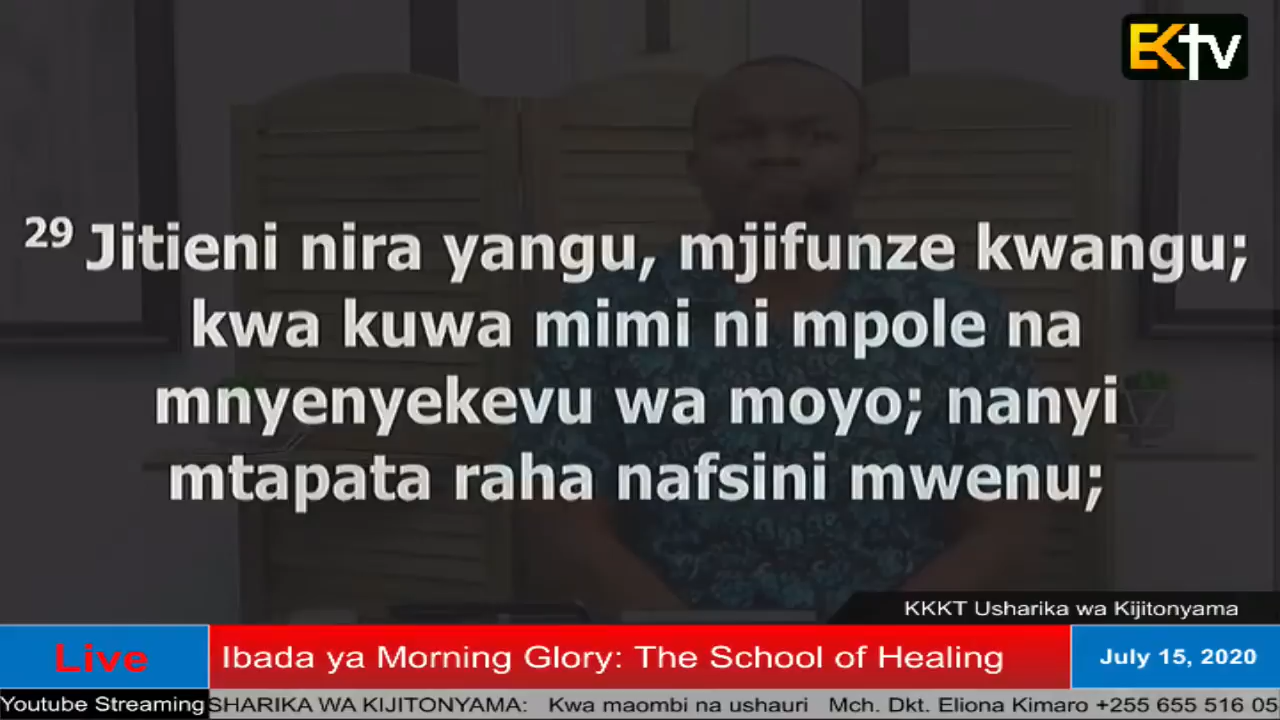 EKTV
29 Jitieni nira yangu, mjifunze kwangu;
kwa kuwa mimi ni mpole na
mnyenyekevu wa moyo; nanyi
mtapata raha nafsini mwenu;
KKKT Usharika wa Kijitonyama
Live
Ibada ya Morning Glory: The School of Healing
July 15, 2020
Youtube Streaming
SHARIKA WA KIJITONYAMA: Kwa maombi na ushauri Mch. Dkt. Eliona Kimaro +255 655 516 05